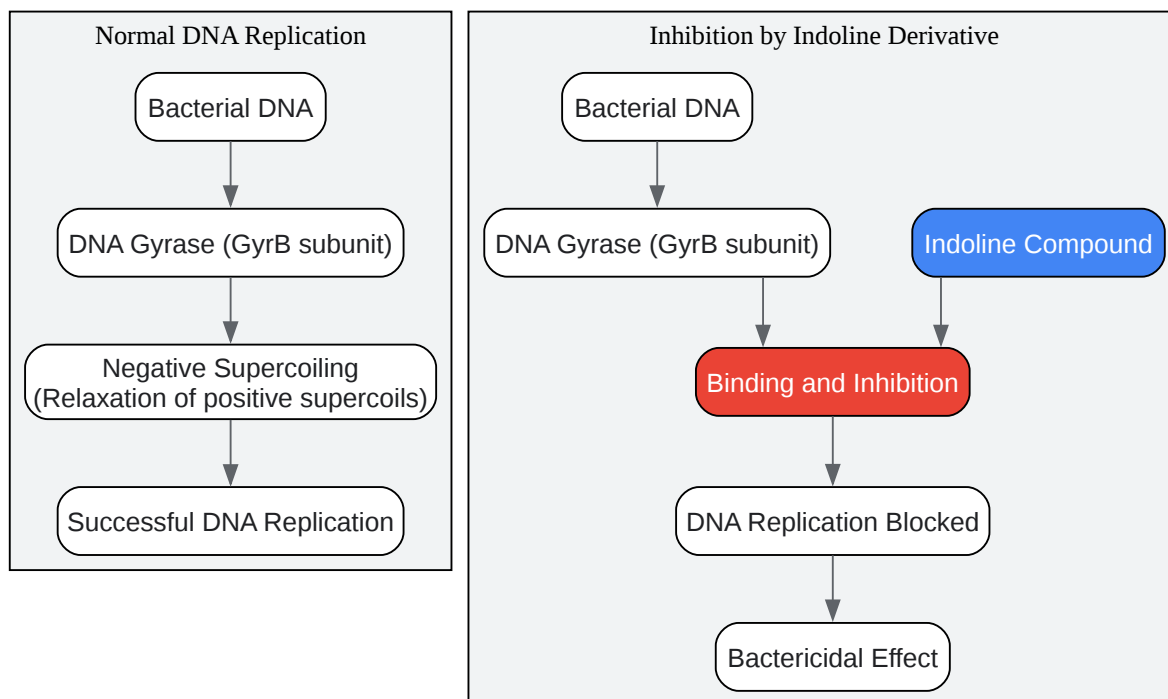 Normal DNA Replication
Bacterial DNA
DNA Gyrase (GyrB subunit)
Negative Supercoiling
(Relaxation of positive supercoils)
Successful DNA Replication
Inhibition by Indoline Derivative
Bacterial DNA
DNA Gyrase (GyrB subunit)
Indoline Compound
Binding and Inhibition
DNA Replication Blocked
Bactericidal Effect